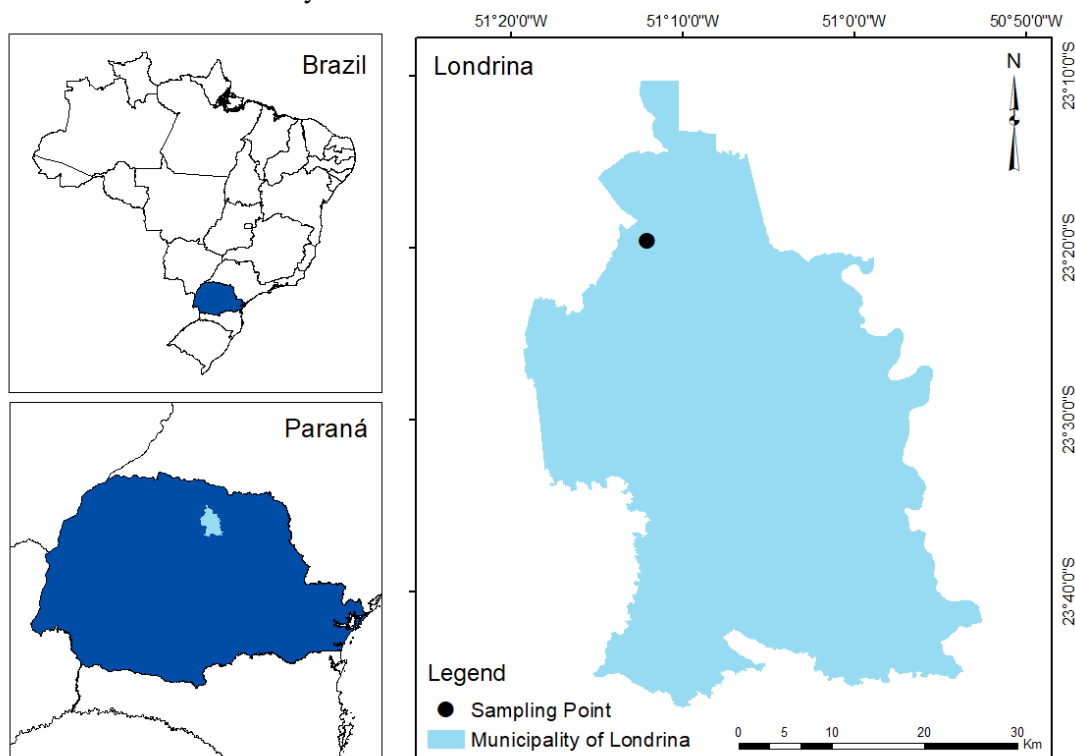 51°20'0"W 51°10'0"W 51°0'0"W 50°50'0"W
Brazil
Londrina
N
23°10'0"S
23°20'0"S
23°30'0"S
23°40'0"S
Paraná
Legend
Sampling Point
Municipality of Londrina
0 5 10 20 30
Km